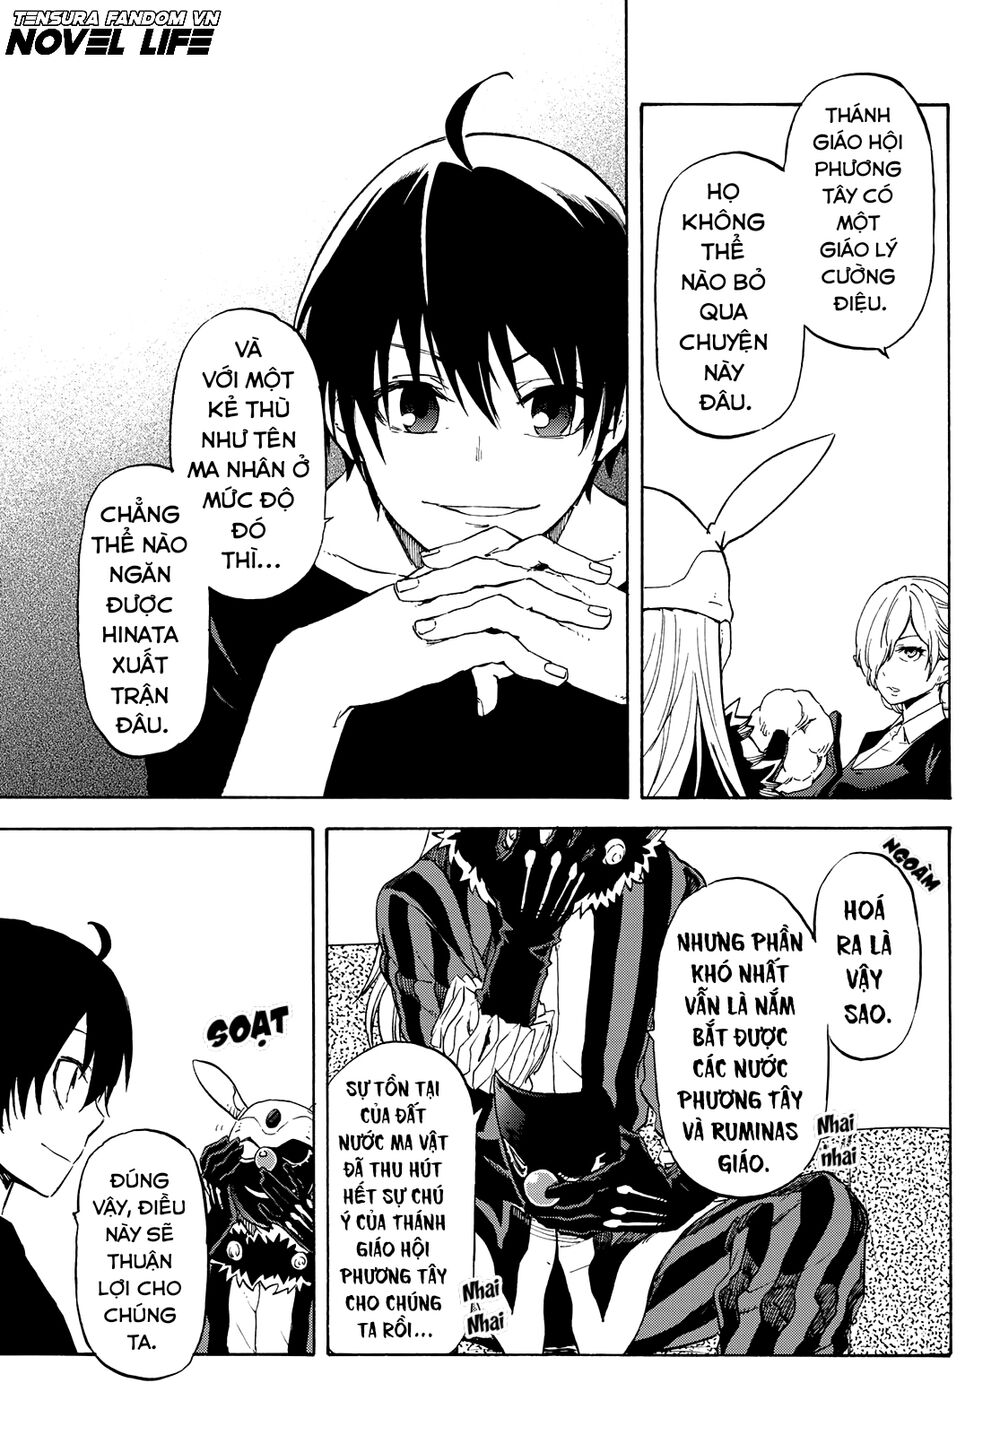 TENSURA FANDOM VN
NOVEL LIFE
THÁNH
GIÁO HỘI
PHƯƠNG
TÂY CÓ
MỘT
GIÁO LÝ
CƯỜNG
ĐIỆU.
HỌ
KHÔNG
THỂ
NÀO BỎ
QUA
CHUYỆN
NÀY
ĐÂU.
VÀ
VỚI MỘT
KẺ THÙ
NHƯ TÊN
MA NHÂN Ở
MỨC ĐỘ
ĐÓ
THÌ...
CHẲNG
THỂ NÀO
NGĂN
ĐƯỢC
HINATA
XUẤT
TRẬN
ĐÂU.
NGOÀM
HOÁ
RA LÀ
VẬY
SAO.
NHƯNG PHẦN
KHÓ NHẤT
VẪN LÀ NẮM
BẮT ĐƯỢC
CÁC NƯỚC
PHƯƠNG TÂY
VÀ RUMINAS
GIÁO.
Nhai
nhai
SỰ TỒN TẠI
CỦA ĐẤT
NƯỚC MA VẬT
ĐÃ THU HÚT
HẾT SỰ CHÚ
Ý CỦA THÁNH
GIÁO HỘI
PHƯƠNG TÂY
CHO CHÚNG
TA RỒI...
Nhai
Nhai
SOẠT
ĐÚNG
VẬY, ĐIỀU
NÀY SẼ
THUẬN
LỢI CHO
CHÚNG
TA.